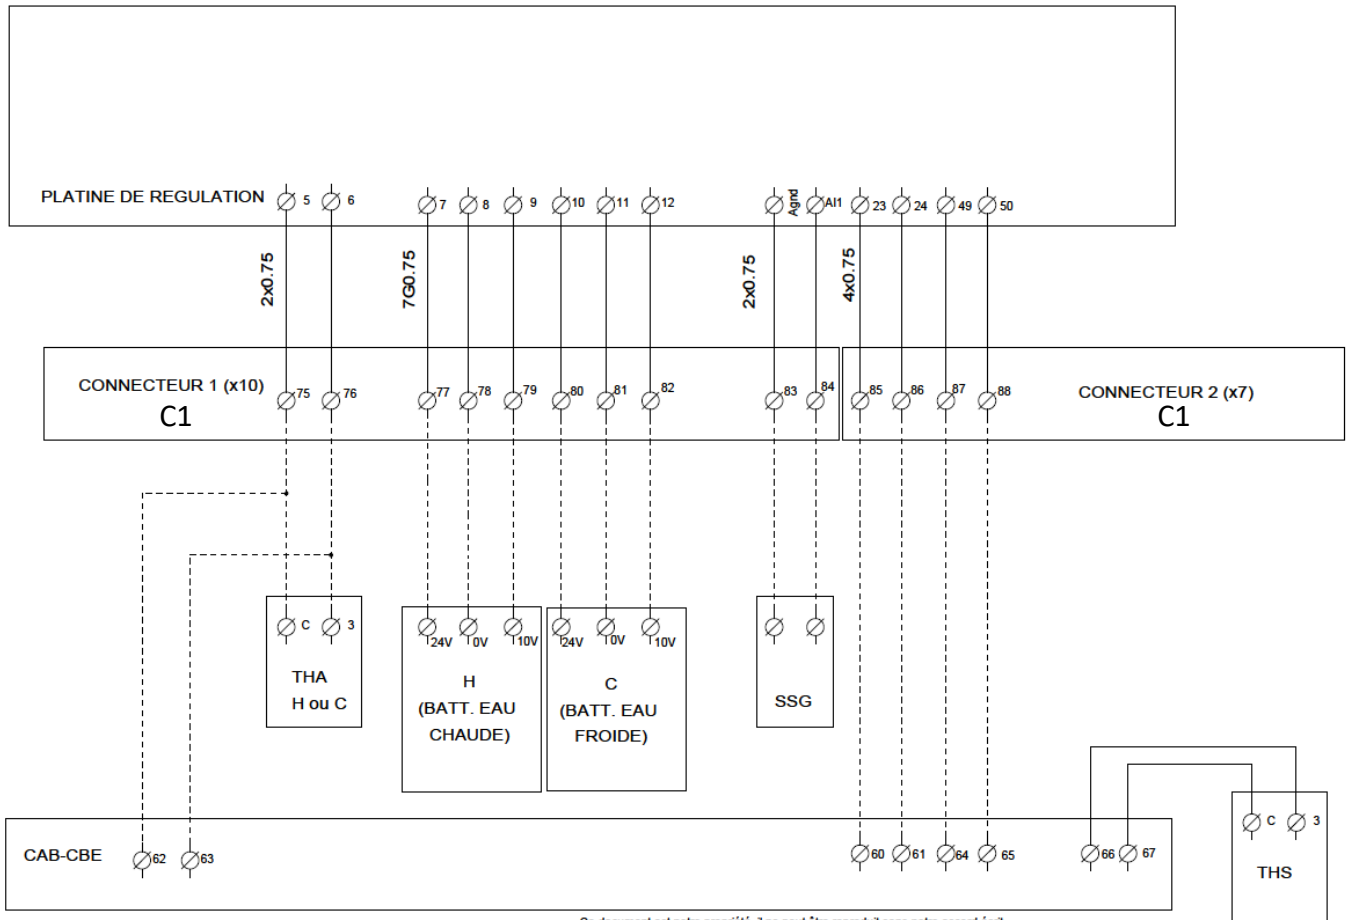 PLATINE DE REGULATION 5 6 7 8 9 10 11 12 Agnd AI1 23 24 49 50
2x0.75 7G0.75 2x0.75 4x0.75
CONNECTEUR 1 (x10) 75 76 77 78 79 80 81 82 83 84 85 86 87 88 CONNECTEUR 2 (x7)
C1 C1
C 3 24V 0V 10V 24V 0V 10V
THA
H ou C
H
(BATT. EAU
CHAUDE)
C
(BATT. EAU
FROIDE)
SSG
C 3
THS
CAB-CBE 62 63 60 61 64 65 66 67